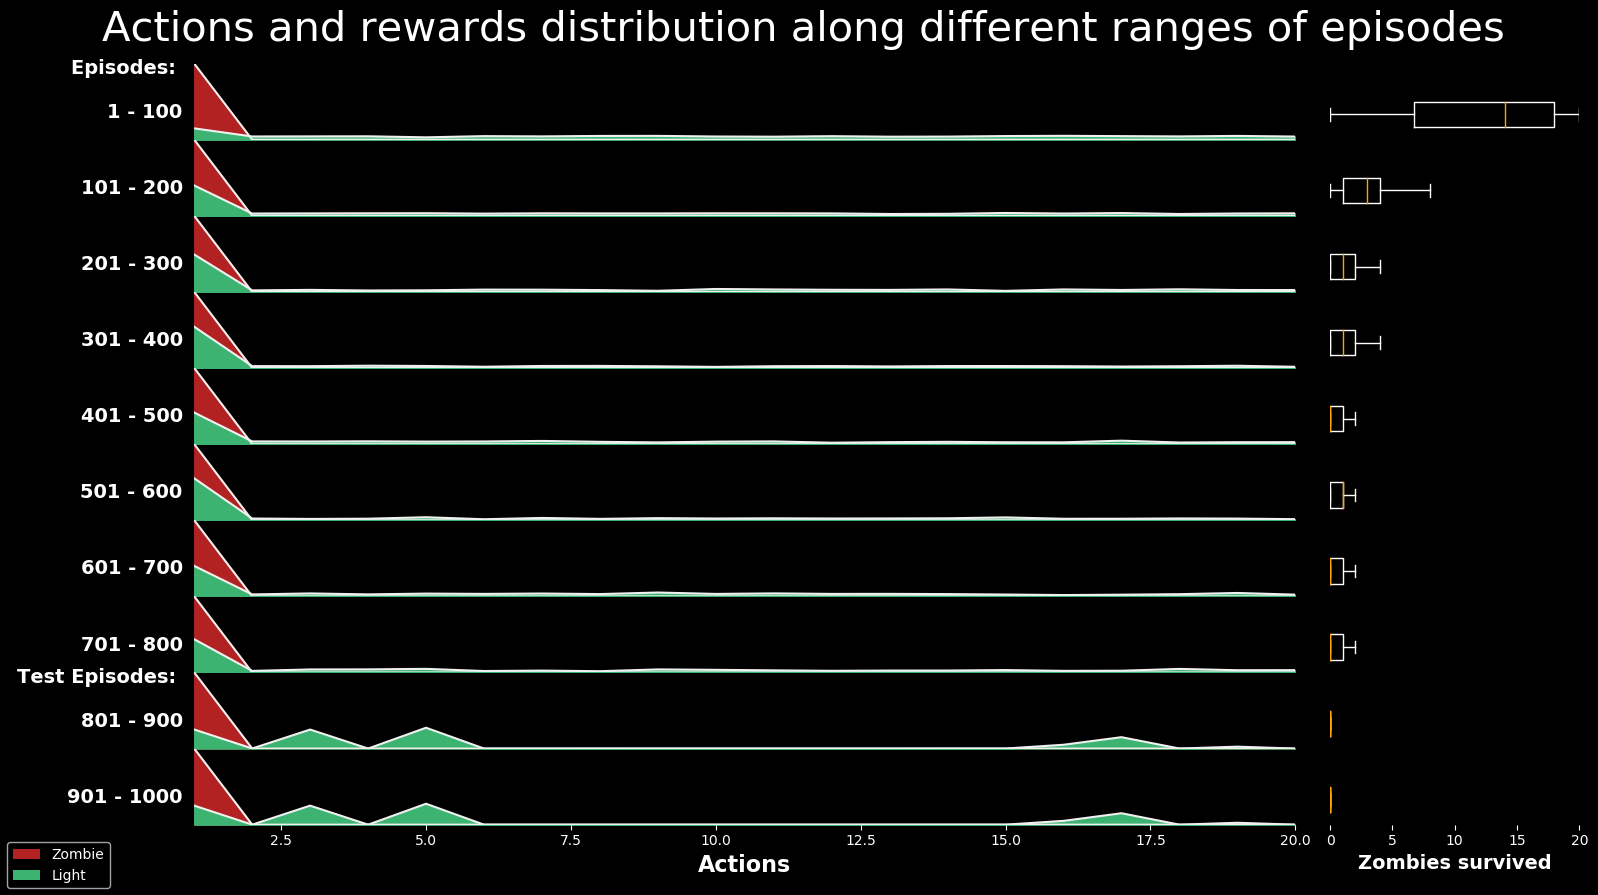 Actions and rewards distribution along different ranges of episodes
Episodes:
1 - 100
101 - 200
201 - 300
301 - 400
401 - 500
501 - 600
601 - 700
701 - 800
Test Episodes:
801 - 900
901 - 1000
2.5 5.0 7.5 10.0 12.5 15.0 17.5 20.0
Actions
0 5 10 15 20
Zombies survived
Zombie
Light